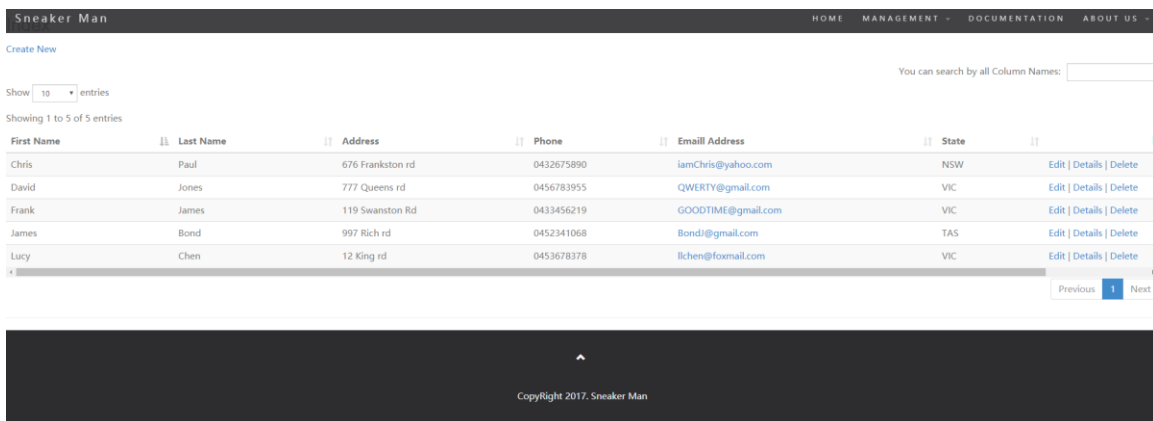 Sneaker Man HOME MANAGEMENT DOCUMENTATION ABOUT US
Index
Create New
You can search by all Column Names:
Show 10 entries
Showing 1 to 5 of 5 entries
First Name Last Name Address Phone Emaill Address State
Chris Paul 676 Frankston rd 0432675890 iamChris@yahoo.com NSW Edit | Details | Delete
David Jones 777 Queens rd 0456783955 QWERTY@gmail.com VIC Edit | Details | Delete
Frank James 119 Swanston Rd 0433456219 GOODTIME@gmail.com VIC Edit | Details | Delete
James Bond 997 Rich rd 0452341068 BondJ@gmail.com TAS Edit | Details | Delete
Lucy Chen 12 King rd 0453678378 llchen@foxmail.com VIC Edit | Details | Delete
Previous 1 Next
CopyRight 2017. Sneaker Man